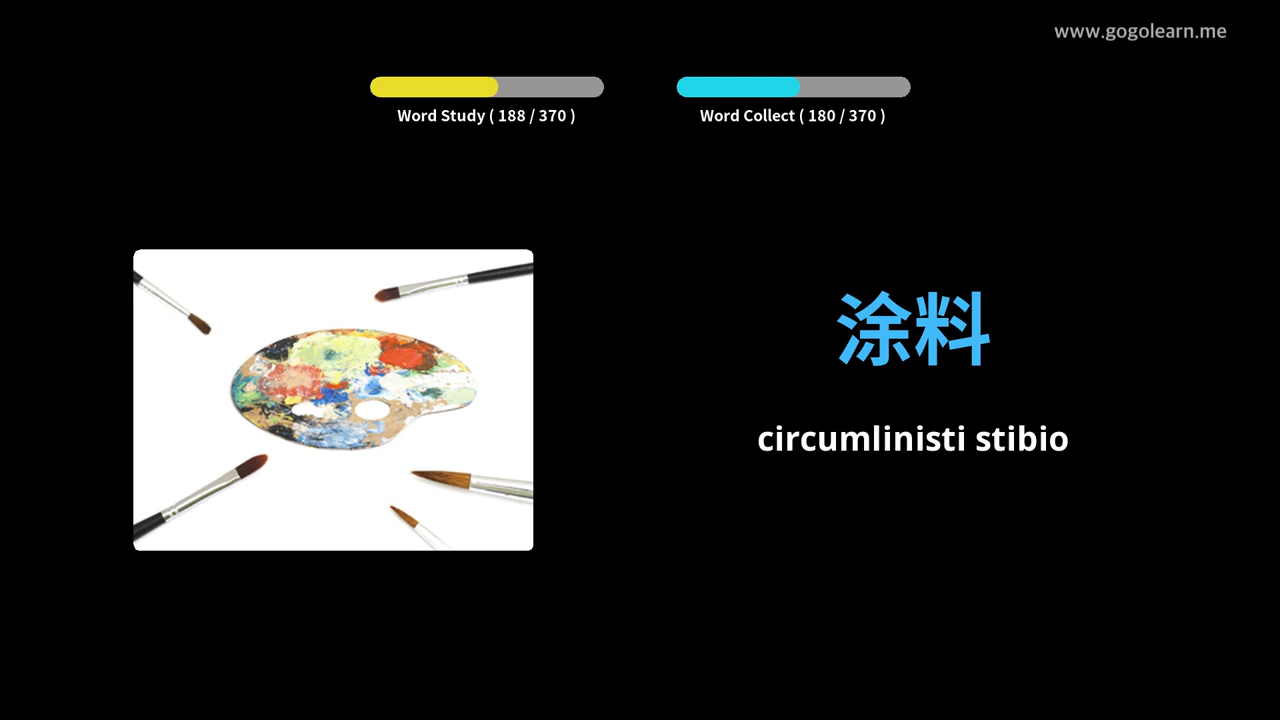 www.gogolearn.me
Word Study ( 188 / 370 )
Word Collect ( 180 / 370 )
涂料
circumlinisti stibio